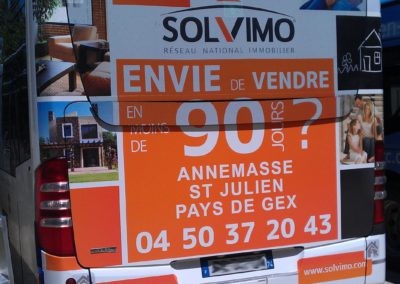 SOLVIMO
RÉSEAU NATIONAL IMMOBILIER
ENVIE DE VENDRE
EN MOINS DE 90 JOURS ?
ANNEMASSE
ST JULIEN
PAYS DE GEX
04 50 37 20 43
www.solvimo.com